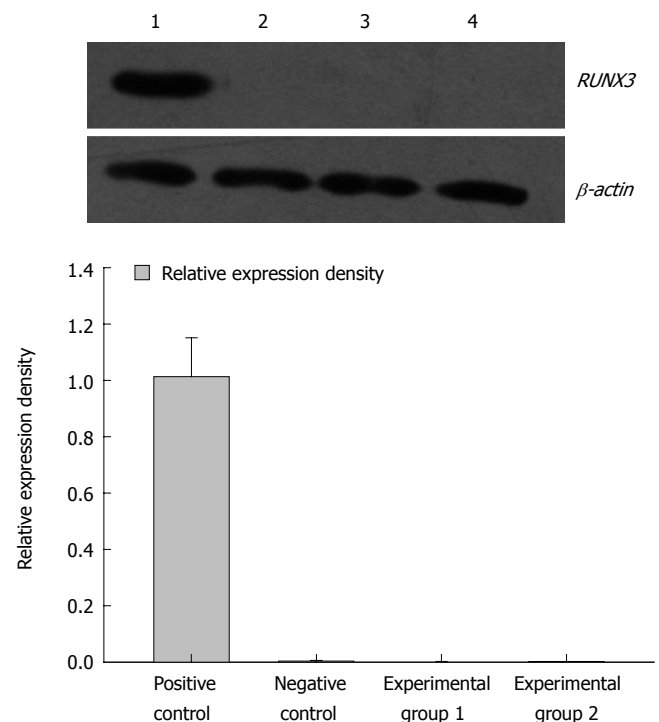 1 2 3 4
RUNX3
β-actin
1.4
1.2
1.0
0.8
0.6
0.4
0.2
0.0
Relative expression density
Relative expression density
Positive control
Negative control
Experimental group 1
Experimental group 2